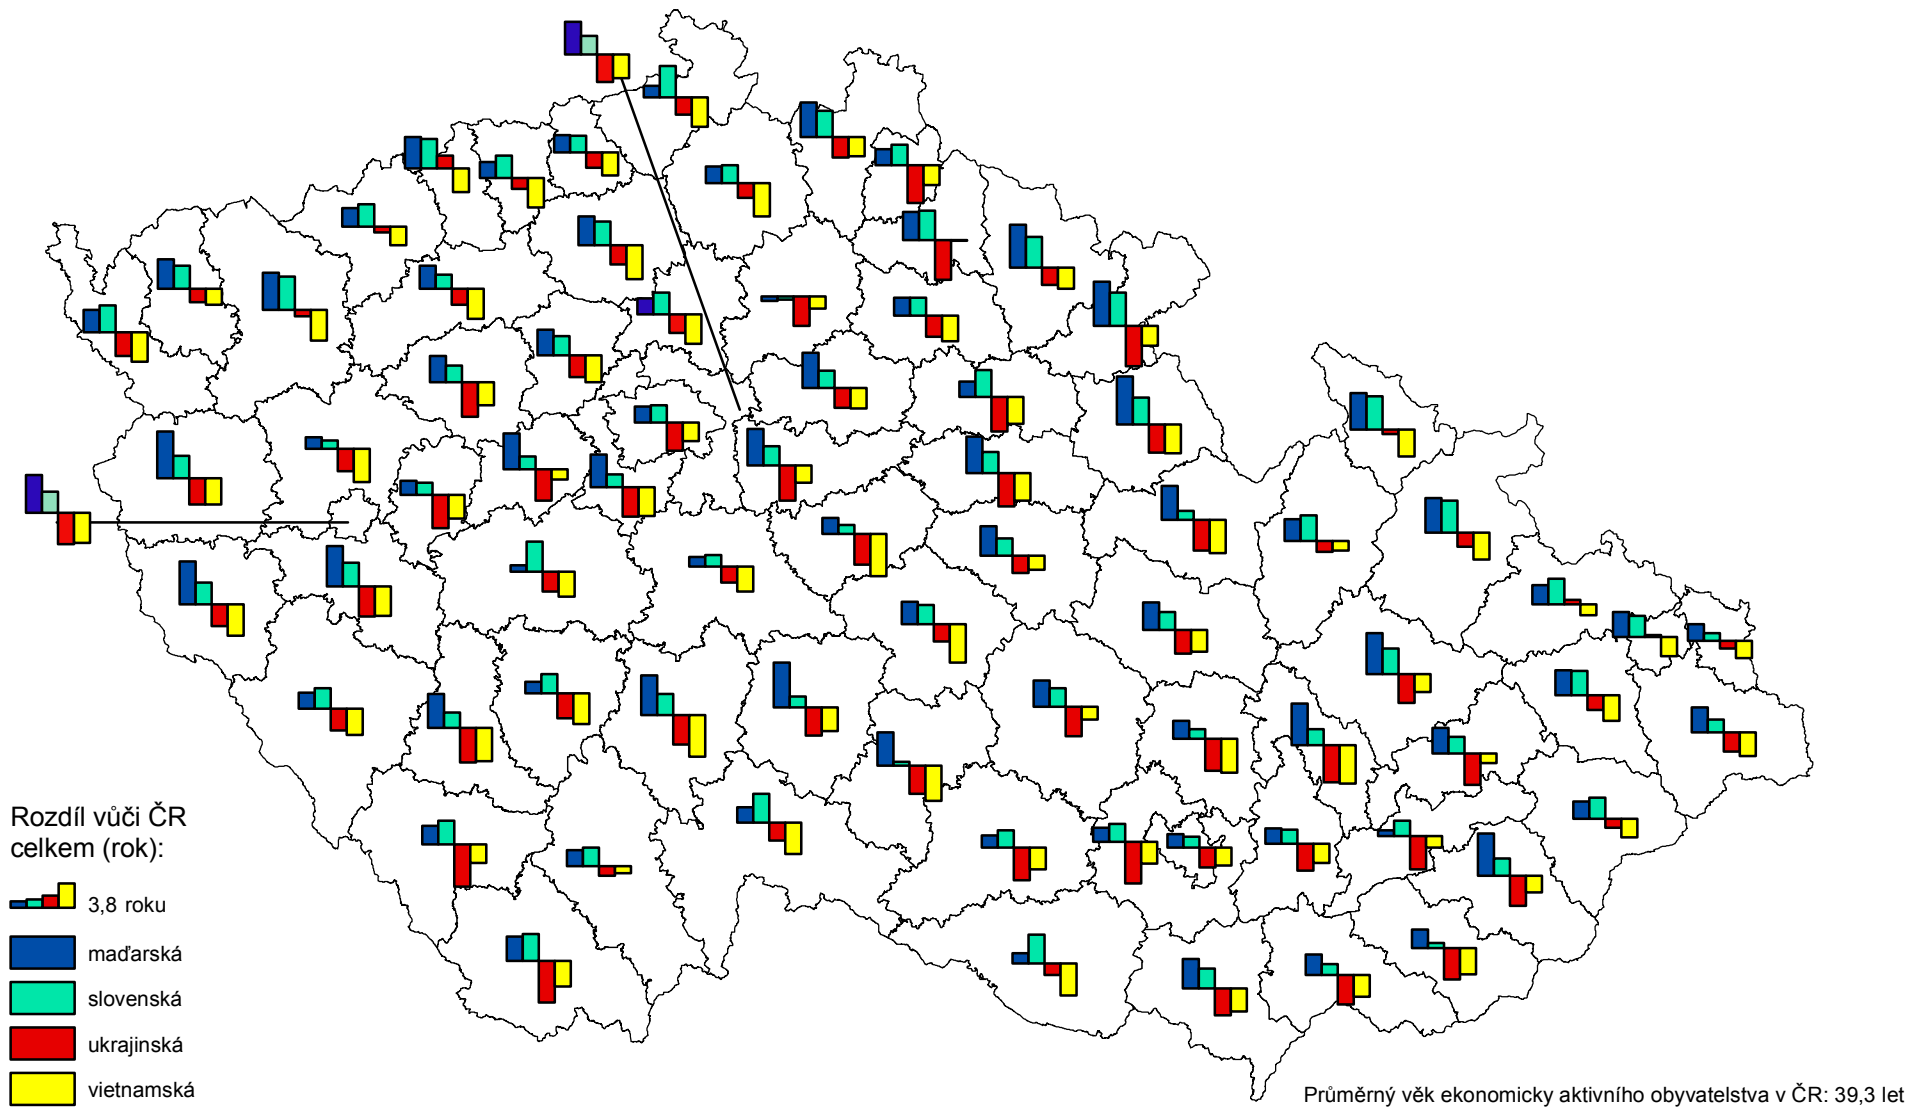 Rozdíl vůči ČR
celkem (rok):
3,8 roku
maďarská
slovenská
ukrajinská
vietnamská
Průměrný věk ekonomicky aktivního obyvatelstva v ČR: 39,3 let